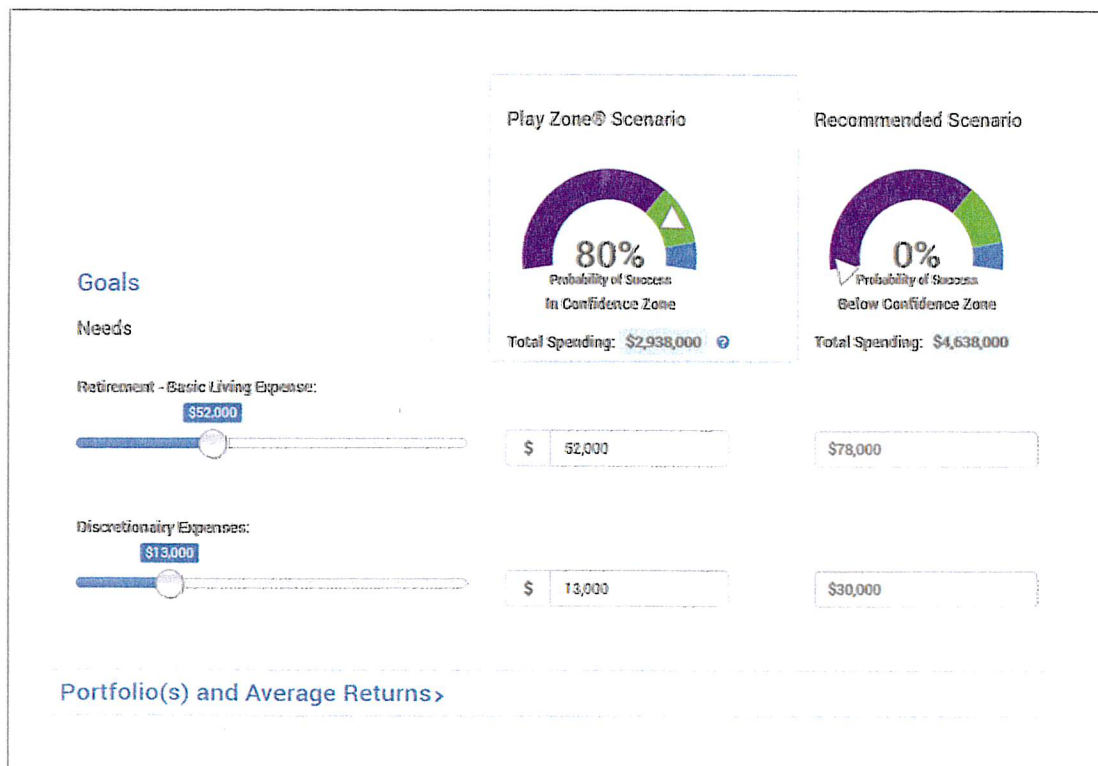 Play Zone® Scenario
Recommended Scenario
80%
Probability of Success
In Confidence Zone
0%
Probability of Success
Below Confidence Zone
Goals
Needs
Total Spending: $2,938,000 ?
Total Spending: $4,638,000
Retirement - Basic Living Expense:
$52,000
$ 52,000
$78,000
Discretionairy Expenses:
$13,000
$ 13,000
$30,000
Portfolio(s) and Average Returns>